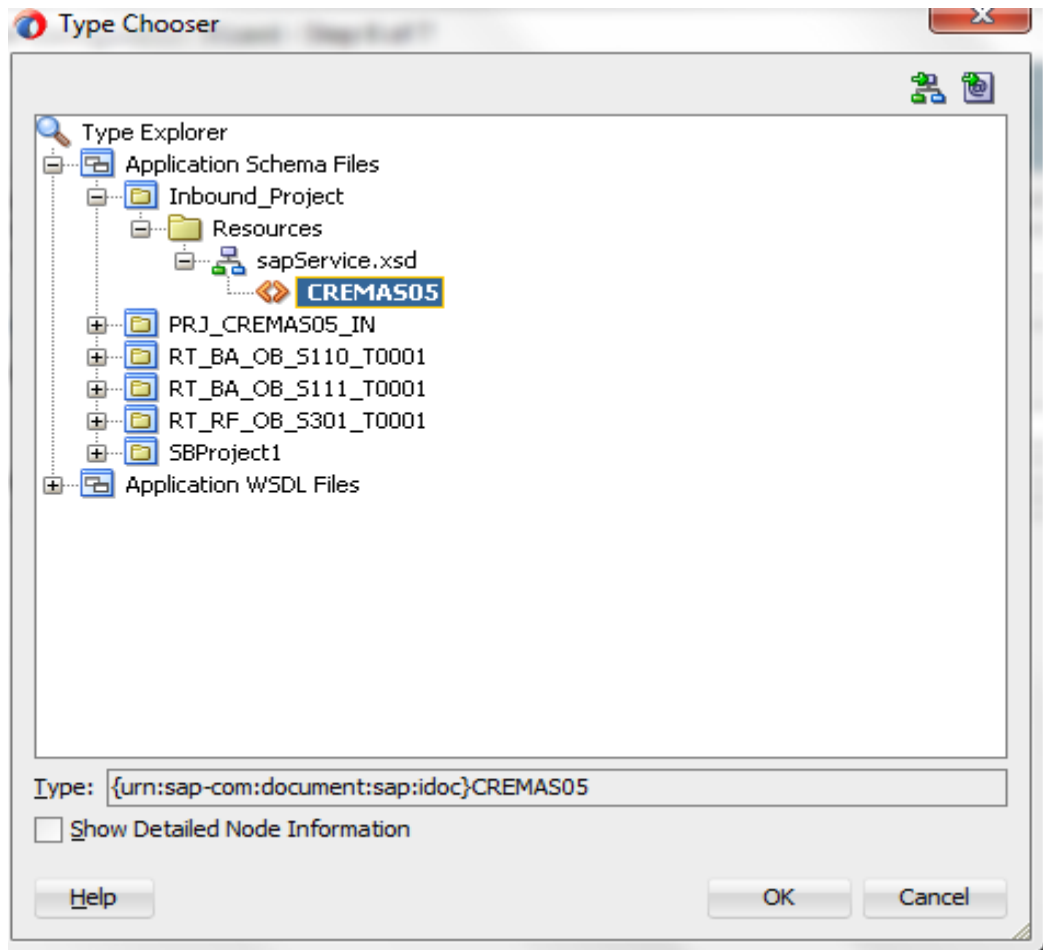 Type Chooser
Type Explorer
Application Schema Files
Inbound_Project
Resources
sapService.xsd
CREMAS05
PRJ_CREMAS05_IN
RT_BA_OB_S110_T0001
RT_BA_OB_S111_T0001
RT_RF_OB_S301_T0001
SBProject1
Application WSDL Files
Type: {urn:sap-com:document:sap:idoc}CREMAS05
Show Detailed Node Information
Help OK Cancel